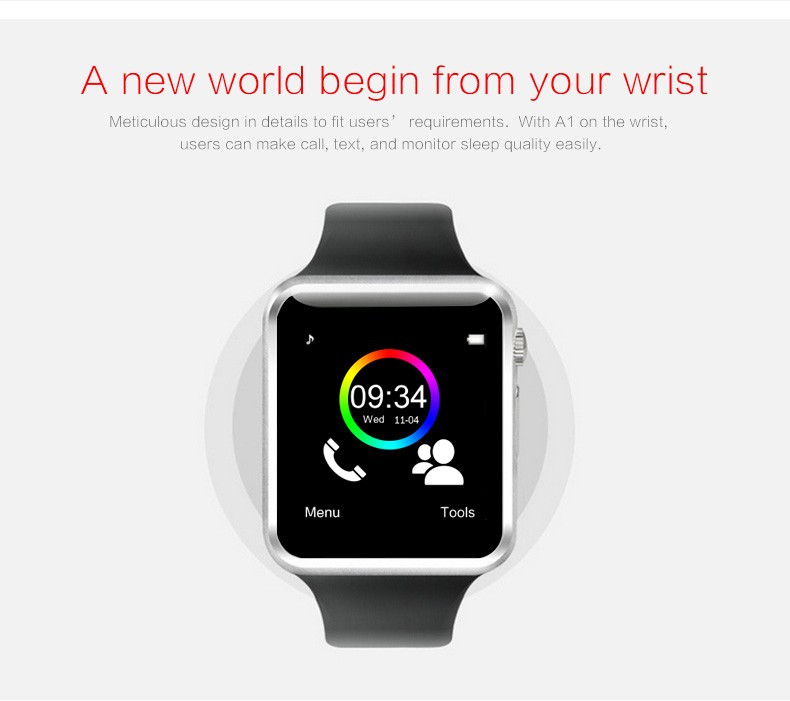 A new world begin from your wrist
Meticulous design in details to fit users’ requirements. With A1 on the wrist,
users can make call, text, and monitor sleep quality easily.
09:34
Wed 11-04
Menu Tools